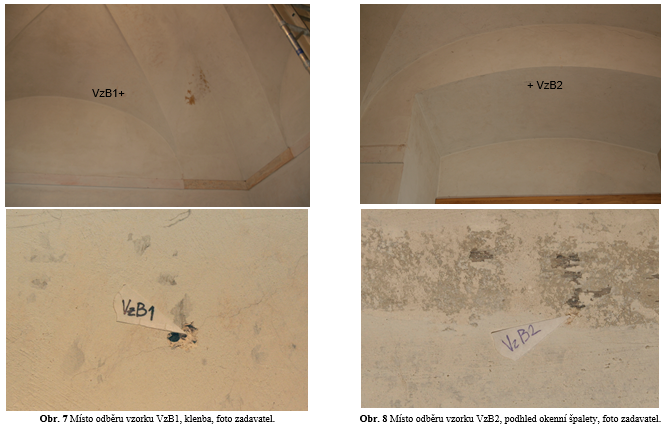 VzB1+
+ VzB2
VzB1
VzB2
Obr. 7 Místo odběru vzorku VzB1, klenba, foto zadavatel.
Obr. 8 Místo odběru vzorku VzB2, podhled okenní špalety, foto zadavatel.